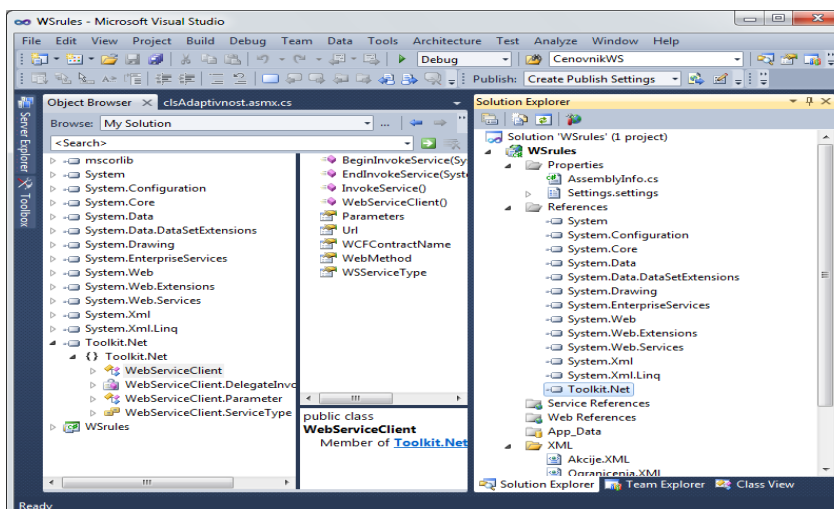 WSrules - Microsoft Visual Studio
File Edit View Project Build Debug Team Data Tools Architecture Test Analyze Window Help
Debug CenovnikWS
Publish: Create Publish Settings
Server Explorer
Toolbox
Object Browser clsAdaptivnost.asmx.cs
Browse: My Solution ...
<Search>
mscorlib
System
System.Configuration
System.Core
System.Data
System.Data.DataSetExtensions
System.Drawing
System.EnterpriseServices
System.Web
System.Web.Extensions
System.Web.Services
System.Xml
System.Xml.Linq
Toolkit.Net
{} Toolkit.Net
WebServiceClient
WebServiceClient.DelegateInvo
WebServiceClient.Parameter
WebServiceClient.ServiceType
WSrules
BeginInvokeService(Sy
EndInvokeService(Syst
InvokeService()
WebServiceClient()
Parameters
Url
WCFContractName
WebMethod
WSServiceType
public class
WebServiceClient
Member of Toolkit.Net
Solution Explorer
Solution 'WSrules' (1 project)
WSrules
Properties
AssemblyInfo.cs
Settings.settings
References
System
System.Configuration
System.Core
System.Data
System.Data.DataSetExtensions
System.Drawing
System.EnterpriseServices
System.Web
System.Web.Extensions
System.Web.Services
System.Xml
System.Xml.Linq
Toolkit.Net
Service References
Web References
App_Data
XML
Akcije.XML
Ogranicenja.XML
Solution Explorer Team Explorer Class View
Ready